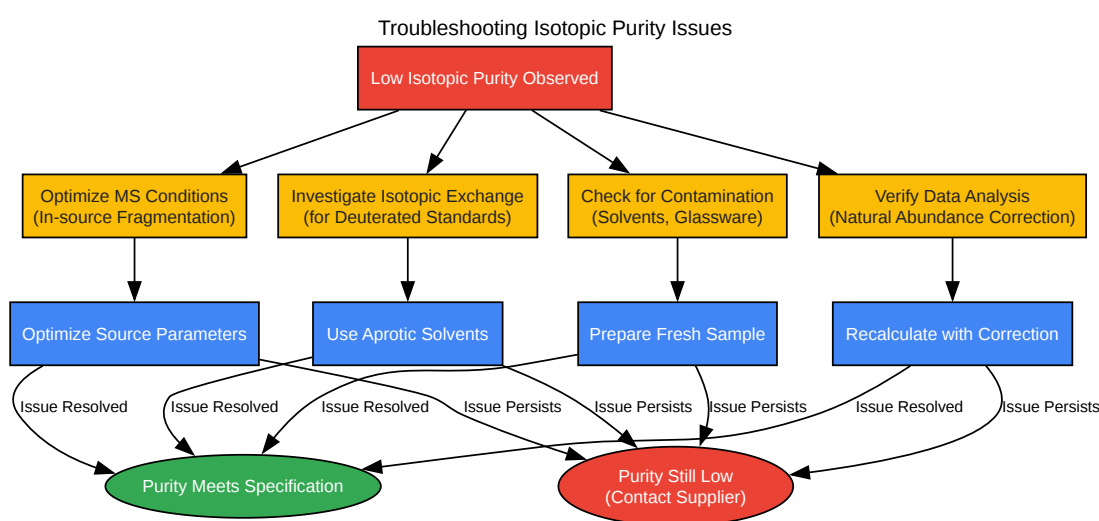 Troubleshooting Isotopic Purity Issues
Low Isotopic Purity Observed
Optimize MS Conditions
(In-source Fragmentation)
Investigate Isotopic Exchange
(for Deuterated Standards)
Check for Contamination
(Solvents, Glassware)
Verify Data Analysis
(Natural Abundance Correction)
Optimize Source Parameters
Use Aprotic Solvents
Prepare Fresh Sample
Recalculate with Correction
Issue Resolved
Issue Resolved
Issue Resolved
Issue Persists
Issue Persists
Issue Persists
Issue Resolved
Issue Persists
Purity Meets Specification
Purity Still Low
(Contact Supplier)